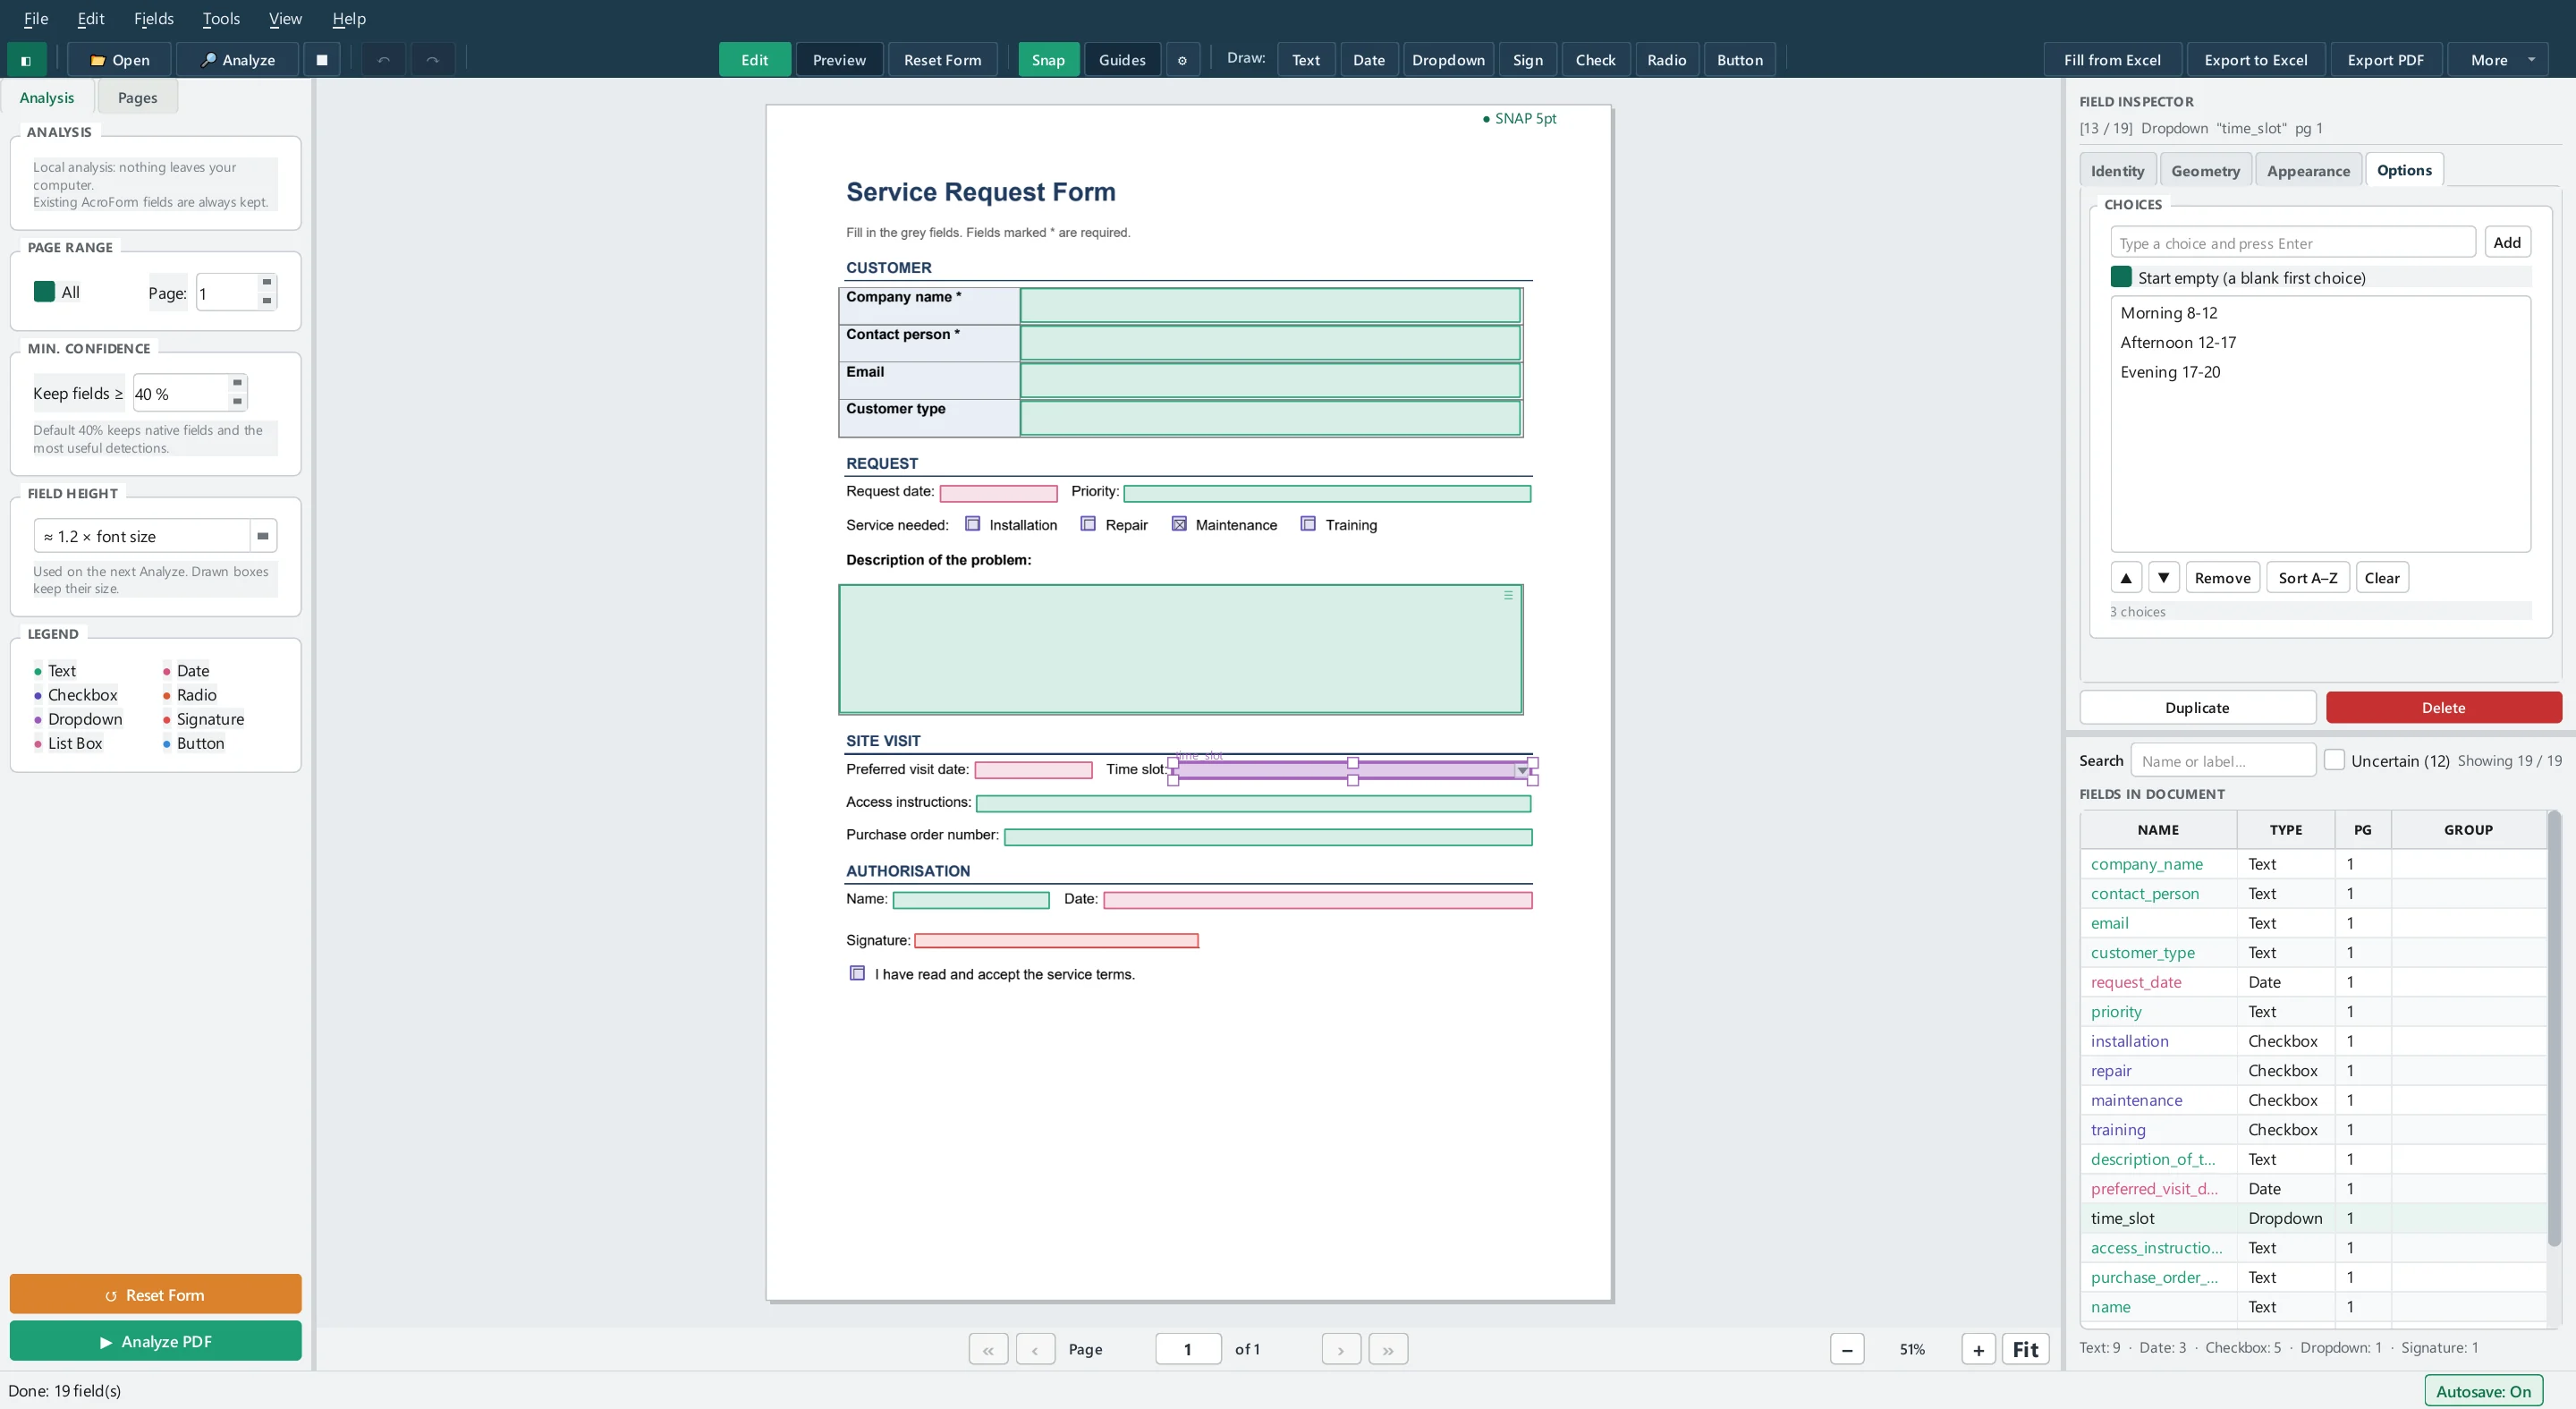 File Edit Fields Tools View Help
Open Analyze Edit Preview Reset Form Snap Guides Draw: Text Date Dropdown Sign Check Radio Button Fill from Excel Export to Excel Export PDF More
Analysis Pages
ANALYSIS
Local analysis: nothing leaves your
computer.
Existing AcroForm fields are always kept.
PAGE RANGE
All Page: 1
MIN. CONFIDENCE
Keep fields ≥ 40 %
Default 40% keeps native fields and the
most useful detections.
FIELD HEIGHT
≈ 1.2 × font size
Used on the next Analyze. Drawn boxes
keep their size.
LEGEND
Text Date
Checkbox Radio
Dropdown Signature
List Box Button
↺ Reset Form
▶ Analyze PDF
● SNAP 5pt
Service Request Form
Fill in the grey fields. Fields marked * are required.
CUSTOMER
Company name *
Contact person *
Email
Customer type
REQUEST
Request date: Priority:
Service needed: Installation Repair Maintenance Training
Description of the problem:
SITE VISIT
time_slot
Preferred visit date: Time slot:
Access instructions:
Purchase order number:
AUTHORISATION
Name: Date:
Signature:
I have read and accept the service terms.
« ‹ Page 1 of 1 › » − 51% + Fit
FIELD INSPECTOR
[13 / 19] Dropdown "time_slot" pg 1
Identity Geometry Appearance Options
CHOICES
Type a choice and press Enter Add
Start empty (a blank first choice)
Morning 8-12
Afternoon 12-17
Evening 17-20
▲ ▼ Remove Sort A–Z Clear
3 choices
Duplicate Delete
Search Name or label... Uncertain (12) Showing 19 / 19
FIELDS IN DOCUMENT
NAME TYPE PG GROUP
company_name Text 1
contact_person Text 1
email Text 1
customer_type Text 1
request_date Date 1
priority Text 1
installation Checkbox 1
repair Checkbox 1
maintenance Checkbox 1
training Checkbox 1
description_of_t... Text 1
preferred_visit_d... Date 1
time_slot Dropdown 1
access_instructio... Text 1
purchase_order_... Text 1
name Text 1
Text: 9 · Date: 3 · Checkbox: 5 · Dropdown: 1 · Signature: 1
Done: 19 field(s) Autosave: On